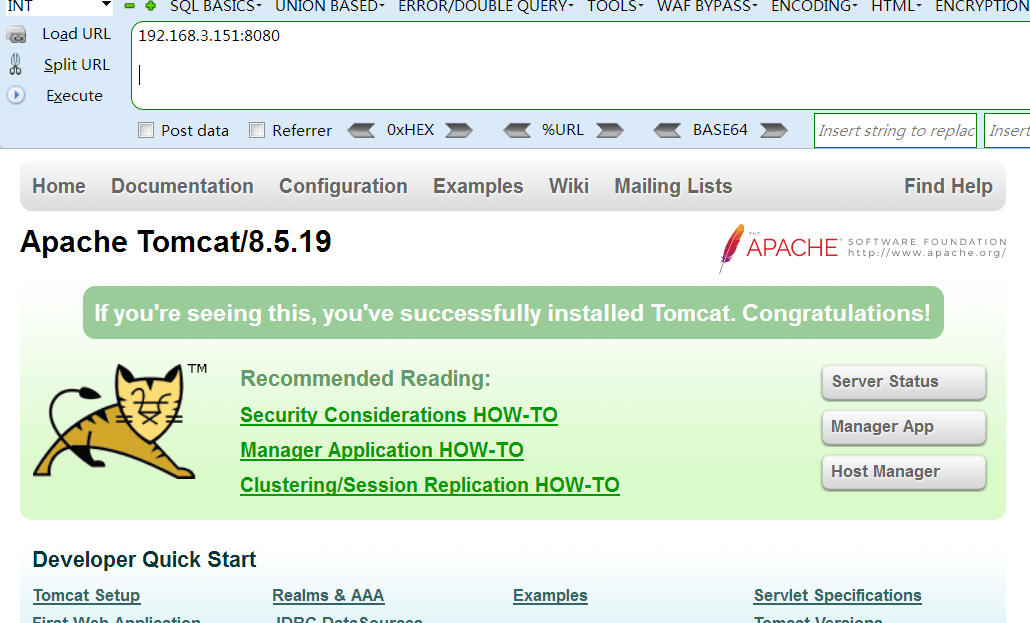 INT SQL BASICS UNION BASED ERROR/DOUBLE QUERY TOOLS WAF BYPASS ENCODING HTML ENCRYPTION
Load URL 192.168.3.151:8080
Split URL
Execute
Post data Referrer 0xHEX %URL BASE64 Insert string to replac Insert
Home Documentation Configuration Examples Wiki Mailing Lists Find Help
Apache Tomcat/8.5.19
THE APACHE® SOFTWARE FOUNDATION
http://www.apache.org/
If you're seeing this, you've successfully installed Tomcat. Congratulations!
TM
Recommended Reading:
Security Considerations HOW-TO
Manager Application HOW-TO
Clustering/Session Replication HOW-TO
Server Status
Manager App
Host Manager
Developer Quick Start
Tomcat Setup Realms & AAA Examples Servlet Specifications
First Web Application JDBC DataSources Tomcat Versions